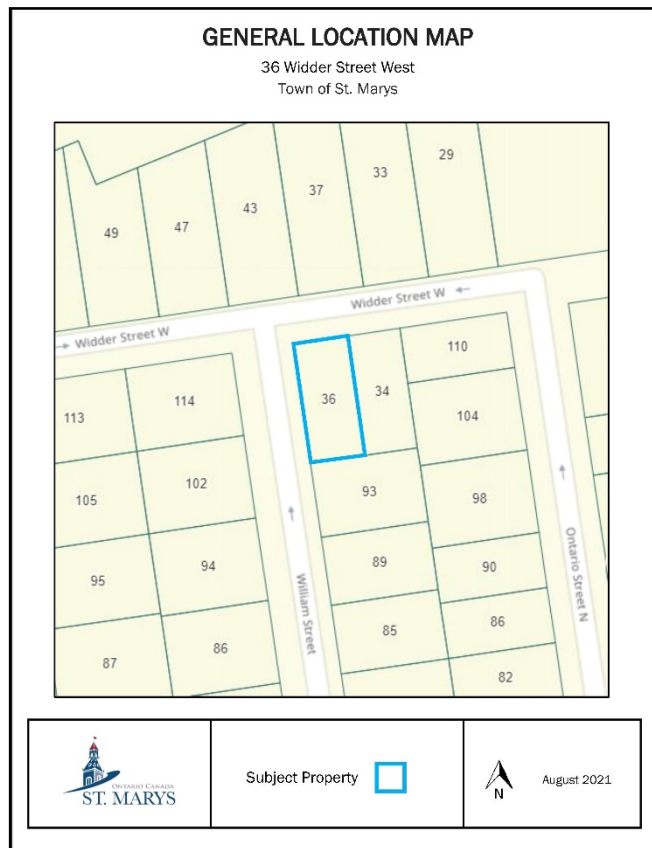 GENERAL LOCATION MAP
36 Widder Street West
Town of St. Marys
29
33
37
43
47
49
Widder Street W ←
→ Widder Street W
110
36
34
114
113
104
93
102
105
98
89
94
95
90
William Street
Ontario Street N
86
85
86
87
82
ONTARIO CANADA
ST. MARYS
Subject Property
N
August 2021